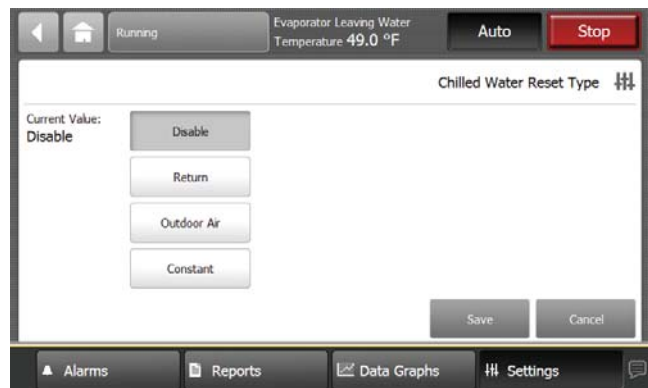 Running
Evaporator Leaving Water
Temperature 49.0 °F
Auto
Stop
Chilled Water Reset Type
Current Value:
Disable
Disable
Return
Outdoor Air
Constant
Save
Cancel
Alarms
Reports
Data Graphs
Settings